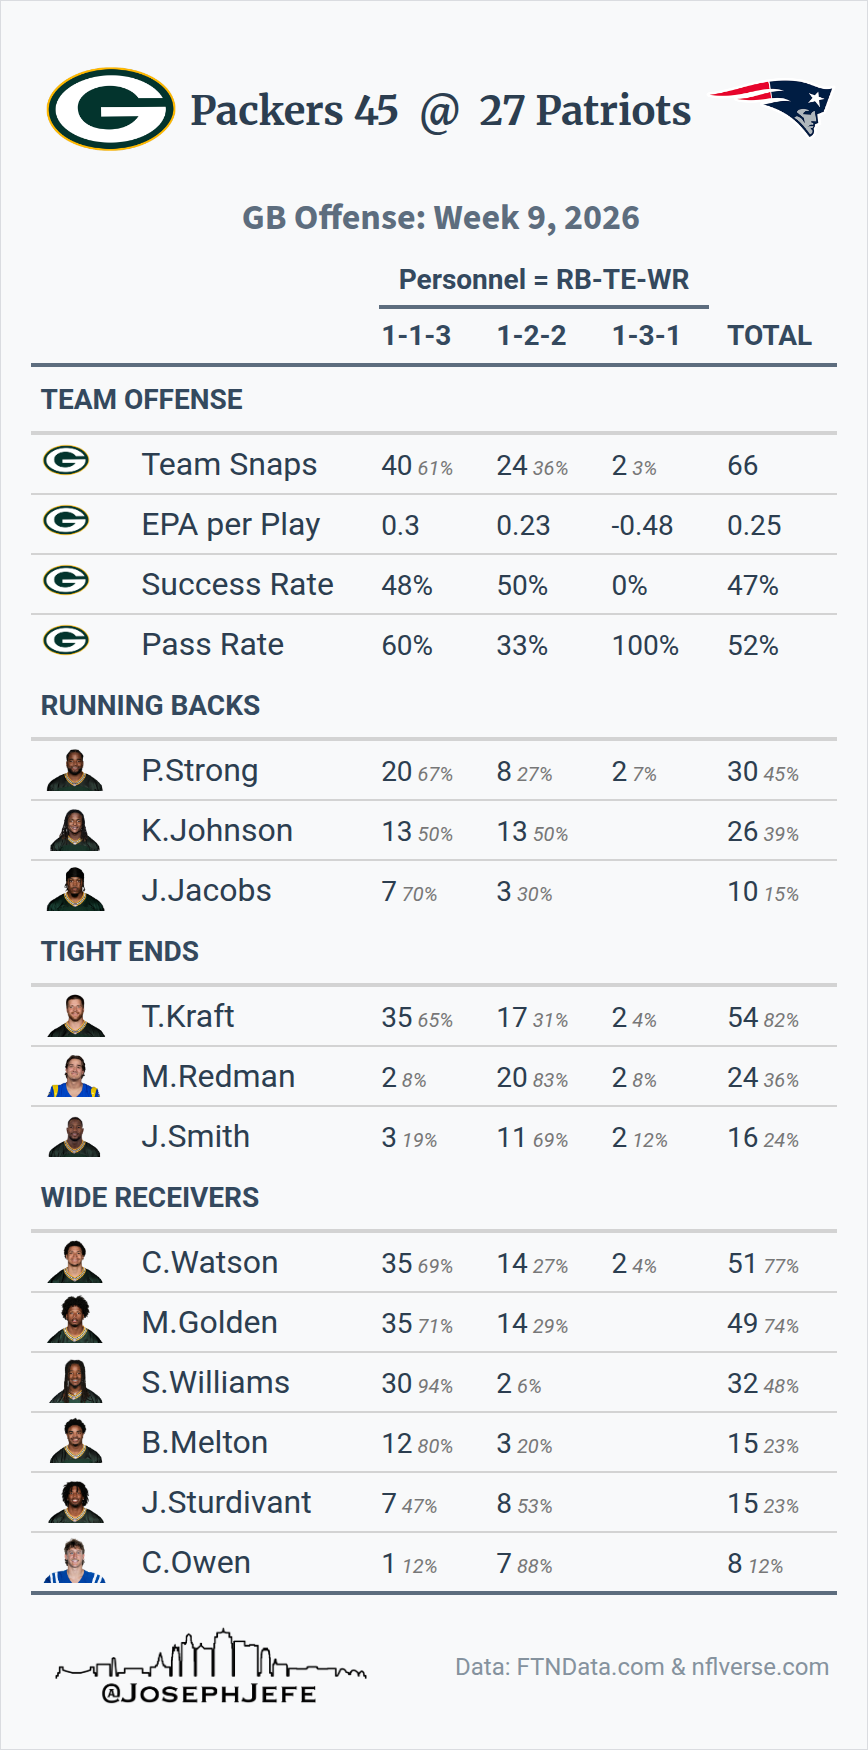 Packers 45 @ 27 Patriots
GB Offense: Week 9, 2026
Personnel = RB-TE-WR
1-1-3 1-2-2 1-3-1 TOTAL
TEAM OFFENSE
Team Snaps 40 61% 24 36% 2 3% 66
EPA per Play 0.3 0.23 -0.48 0.25
Success Rate 48% 50% 0% 47%
Pass Rate 60% 33% 100% 52%
RUNNING BACKS
P.Strong 20 67% 8 27% 2 7% 30 45%
K.Johnson 13 50% 13 50% 26 39%
J.Jacobs 7 70% 3 30% 10 15%
TIGHT ENDS
T.Kraft 35 65% 17 31% 2 4% 54 82%
M.Redman 2 8% 20 83% 2 8% 24 36%
J.Smith 3 19% 11 69% 2 12% 16 24%
WIDE RECEIVERS
C.Watson 35 69% 14 27% 2 4% 51 77%
M.Golden 35 71% 14 29% 49 74%
S.Williams 30 94% 2 6% 32 48%
B.Melton 12 80% 3 20% 15 23%
J.Sturdivant 7 47% 8 53% 15 23%
C.Owen 1 12% 7 88% 8 12%
@JosephJefe
Data: FTNData.com & nflverse.com